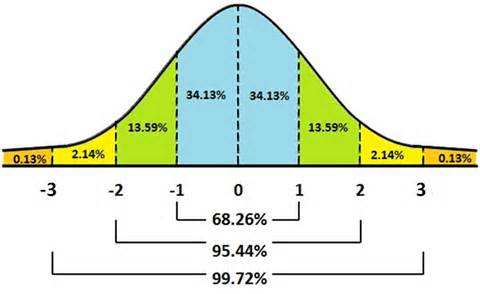 34.13% 34.13%
13.59% 13.59%
0.13% 2.14% 2.14% 0.13%
-3 -2 -1 0 1 2 3
68.26%
95.44%
99.72%